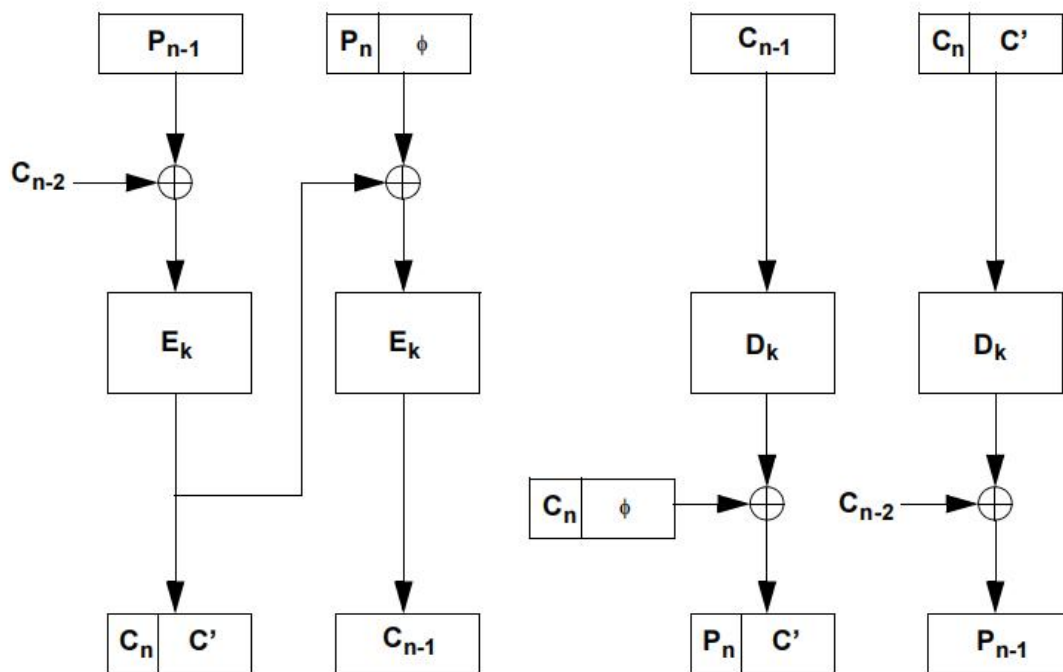 Pn-1 Pn ϕ Cn-1 Cn C'
Cn-2
Ek Ek Dk Dk
Cn ϕ Cn-2
Cn C' Cn-1 Pn C' Pn-1